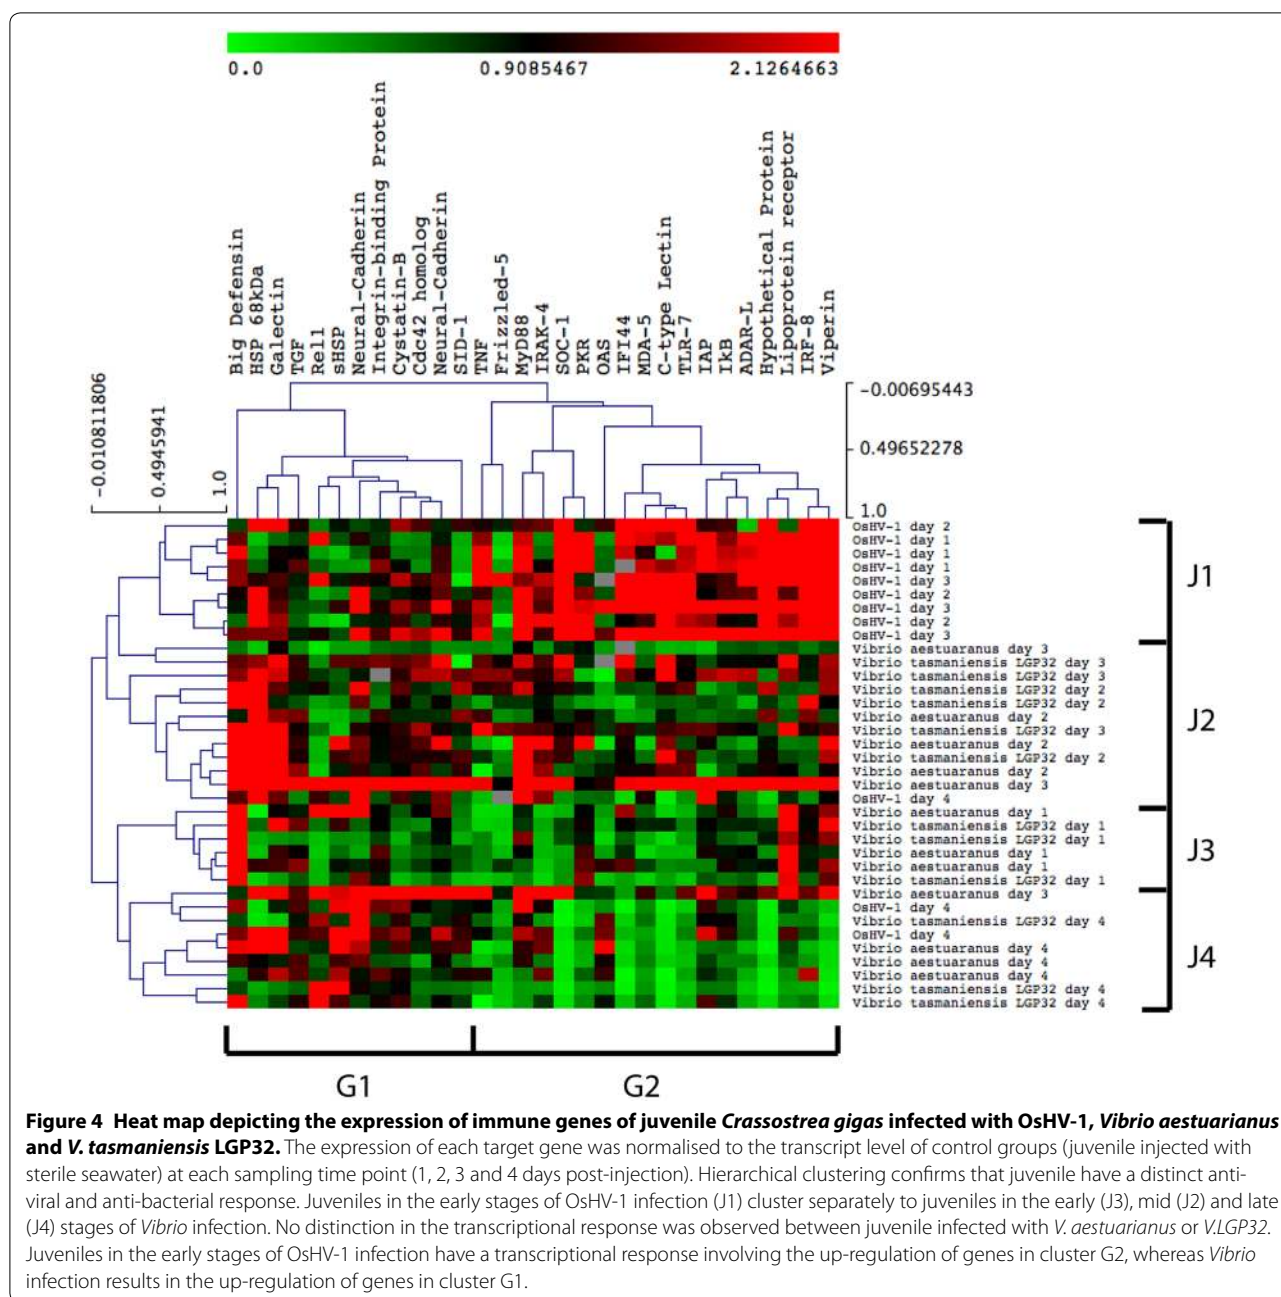 0.0 0.9085467 2.1264663
Big Defensin
HSP 68kDa
Galectin
TGF
Rel1
sHSP
Neural-Cadherin
Integrin-binding Protein
Cystatin-B
Cdc42 homolog
Neural-Cadherin
SID-1
TNF
Frizzled-5
MyD88
IRAK-4
SOC-1
PKR
OAS
IFI44
MDA-5
C-type Lectin
TLR-7
IAP
IkB
ADAR-L
Hypothetical Protein
Lipoprotein receptor
IRF-8
Viperin
-0.010811806
0.4945941
1.0
-0.00695443
0.49652278
1.0
OsHV-1 day 2
OsHV-1 day 1
OsHV-1 day 1
OsHV-1 day 1
OsHV-1 day 3
OsHV-1 day 2
OsHV-1 day 3
OsHV-1 day 2
OsHV-1 day 3
Vibrio aestuaranus day 3
Vibrio tasmaniensis LGP32 day 3
Vibrio tasmaniensis LGP32 day 3
Vibrio tasmaniensis LGP32 day 2
Vibrio tasmaniensis LGP32 day 2
Vibrio aestuaranus day 2
Vibrio tasmaniensis LGP32 day 3
Vibrio aestuaranus day 2
Vibrio tasmaniensis LGP32 day 2
Vibrio aestuaranus day 2
Vibrio aestuaranus day 3
OsHV-1 day 4
Vibrio aestuaranus day 1
Vibrio tasmaniensis LGP32 day 1
Vibrio tasmaniensis LGP32 day 1
Vibrio aestuaranus day 1
Vibrio aestuaranus day 1
Vibrio tasmaniensis LGP32 day 1
Vibrio aestuaranus day 3
OsHV-1 day 4
Vibrio tasmaniensis LGP32 day 4
OsHV-1 day 4
Vibrio aestuaranus day 4
Vibrio aestuaranus day 4
Vibrio aestuaranus day 4
Vibrio tasmaniensis LGP32 day 4
Vibrio tasmaniensis LGP32 day 4
J1
J2
J3
J4
G1 G2
Figure 4 Heat map depicting the expression of immune genes of juvenile Crassostrea gigas infected with OsHV-1, Vibrio aestuarianus
and V. tasmaniensis LGP32. The expression of each target gene was normalised to the transcript level of control groups (juvenile injected with
sterile seawater) at each sampling time point (1, 2, 3 and 4 days post-injection). Hierarchical clustering confirms that juvenile have a distinct anti-
viral and anti-bacterial response. Juveniles in the early stages of OsHV-1 infection (J1) cluster separately to juveniles in the early (J3), mid (J2) and late
(J4) stages of Vibrio infection. No distinction in the transcriptional response was observed between juvenile infected with V. aestuarianus or V.LGP32.
Juveniles in the early stages of OsHV-1 infection have a transcriptional response involving the up-regulation of genes in cluster G2, whereas Vibrio
infection results in the up-regulation of genes in cluster G1.